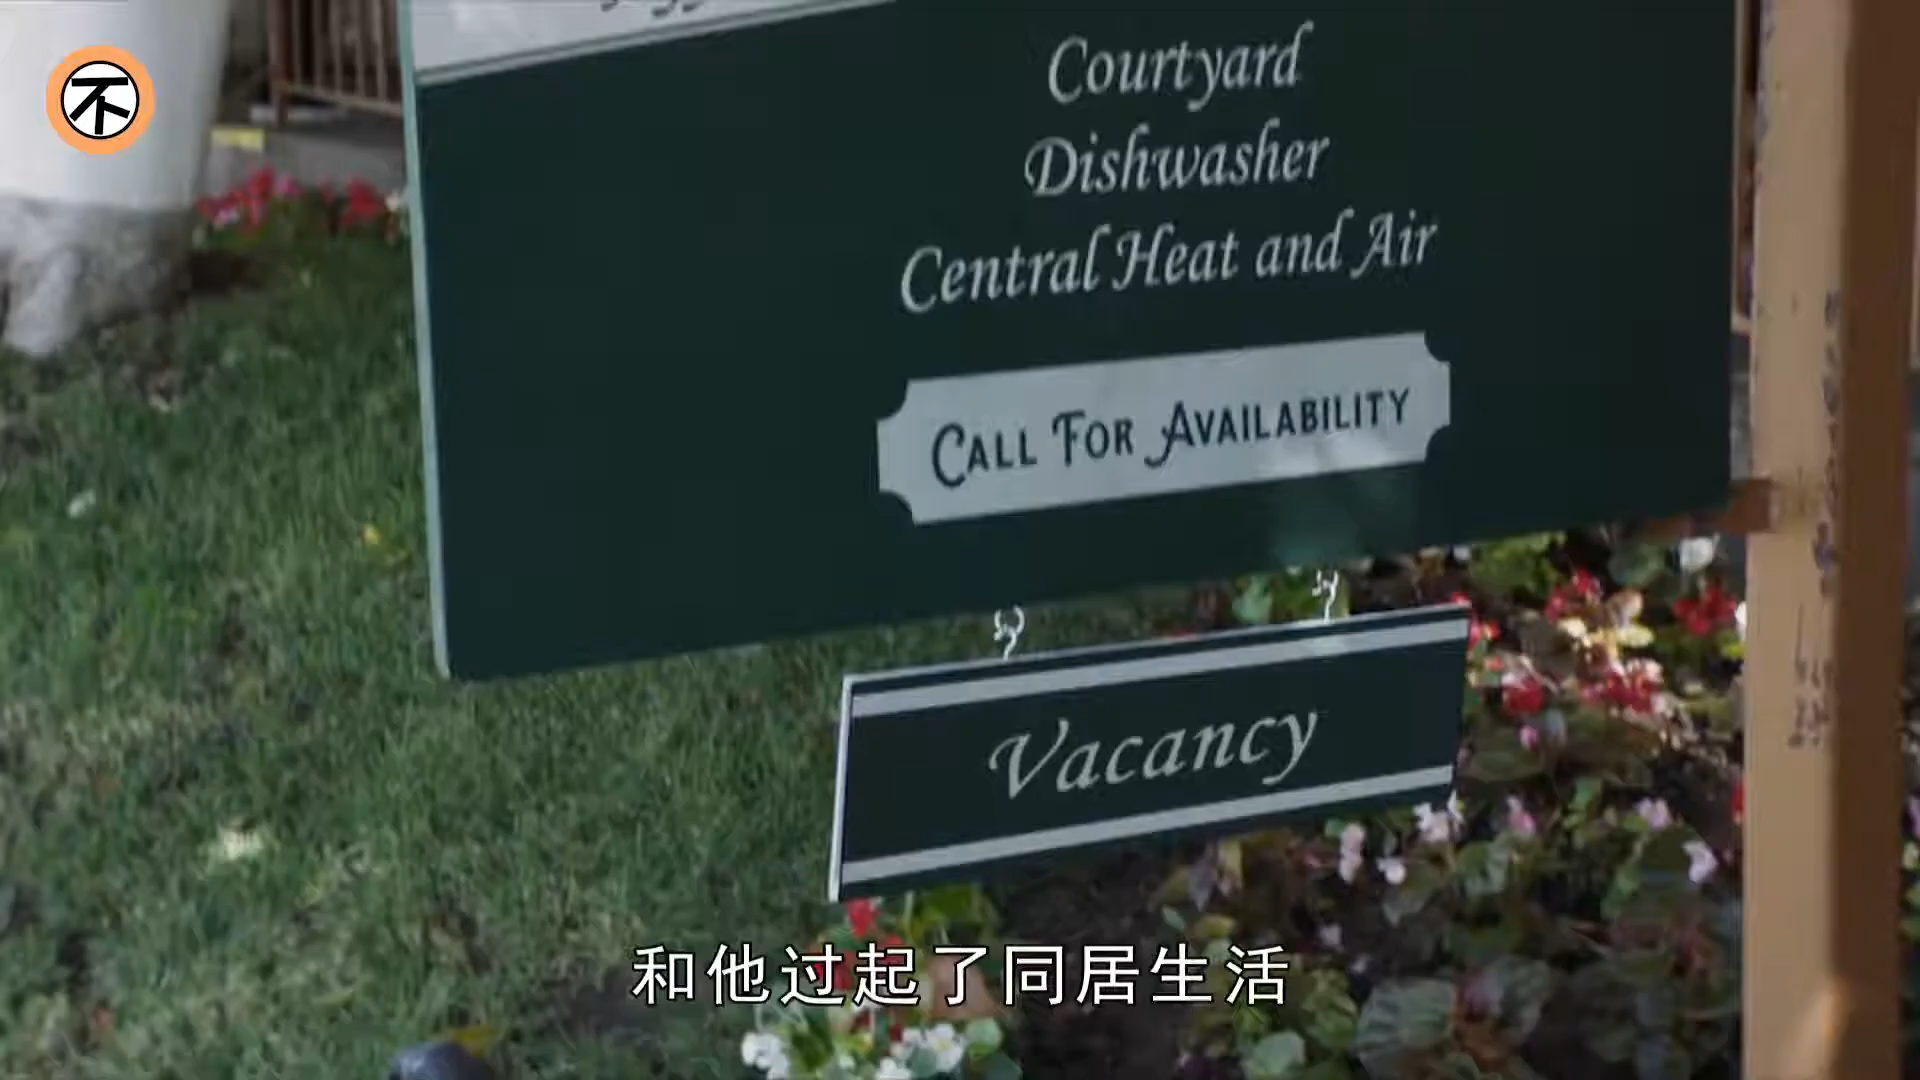 不
Courtyard
Dishwasher
Central Heat and Air
CALL FOR AVAILABILITY
Vacancy
和他过起了同居生活